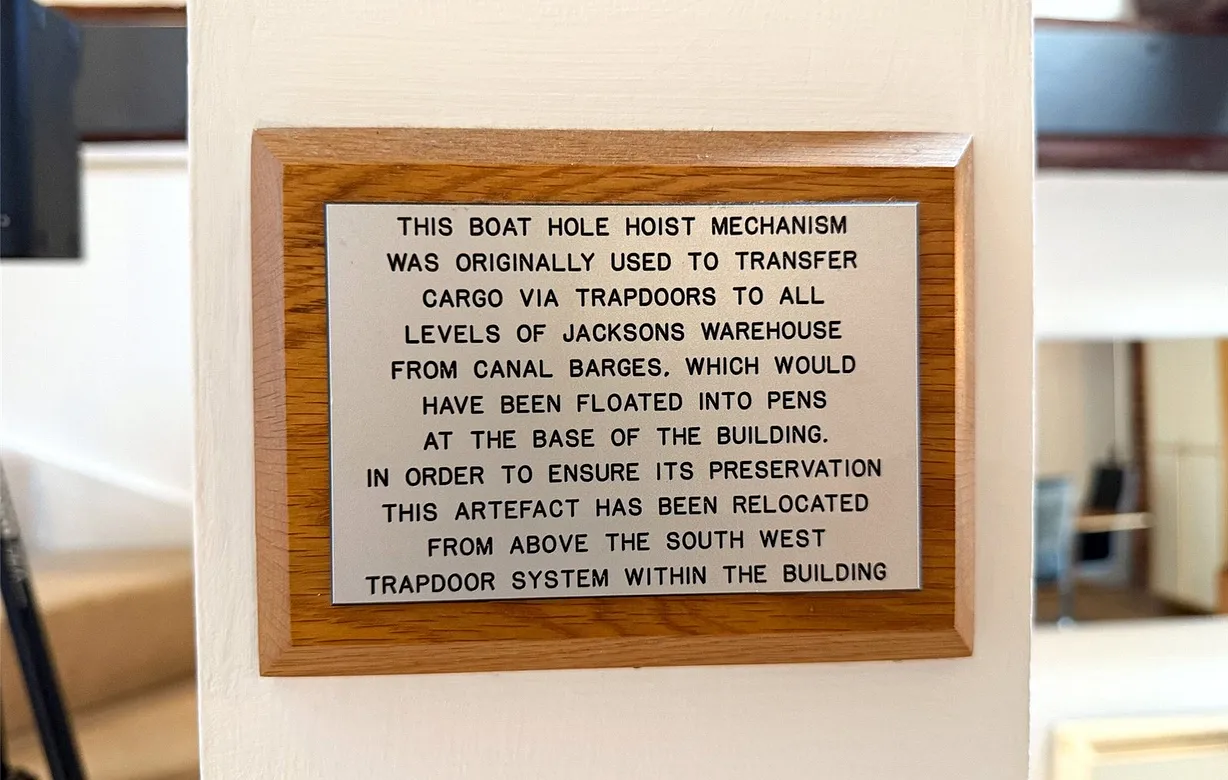 THIS BOAT HOLE HOIST MECHANISM
WAS ORIGINALLY USED TO TRANSFER
CARGO VIA TRAPDOORS TO ALL
LEVELS OF JACKSONS WAREHOUSE
FROM CANAL BARGES, WHICH WOULD
HAVE BEEN FLOATED INTO PENS
AT THE BASE OF THE BUILDING.
IN ORDER TO ENSURE ITS PRESERVATION
THIS ARTEFACT HAS BEEN RELOCATED
FROM ABOVE THE SOUTH WEST
TRAPDOOR SYSTEM WITHIN THE BUILDING